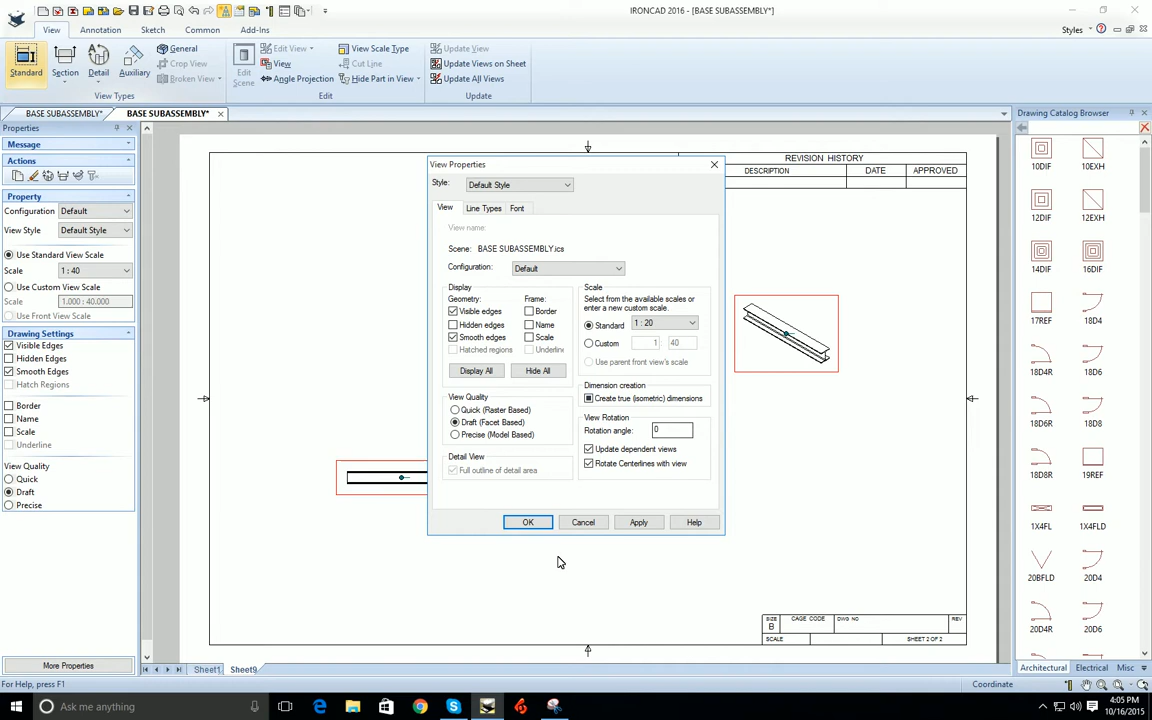 IRONCAD 2016 - [BASE SUBASSEMBLY*]
View
Annotation
Sketch
Common
Add-Ins
Styles
Standard
Section
Detail
Auxiliary
General
Crop View
Broken View
View Types
Edit Scene
Edit View
View
Angle Projection
View Scale Type
Cut Line
Hide Part in View
Edit
Update View
Update Views on Sheet
Update All Views
Update
BASE SUBASSEMBLY*
BASE SUBASSEMBLY*
Properties
Message
Actions
Property
Configuration Default
View Style Default Style
Use Standard View Scale
Scale 1 : 40
Use Custom View Scale
Scale 1.000 : 40.000
Use Front View Scale
Drawing Settings
Visible Edges
Hidden Edges
Smooth Edges
Hatch Regions
Border
Name
Scale
Underline
View Quality
Quick
Draft
Precise
More Properties
View Properties
Style: Default Style
View
Line Types
Font
View name:
Scene: BASE SUBASSEMBLY.ics
Configuration: Default
Display
Geometry:
Visible edges
Hidden edges
Smooth edges
Hatched regions
Frame:
Border
Name
Scale
Underline
Display All
Hide All
View Quality
Quick (Raster Based)
Draft (Facet Based)
Precise (Model Based)
Detail View
Full outline of detail area
Scale
Select from the available scales or
enter a new custom scale.
Standard 1 : 20
Custom 1 : 40
Use parent front view's scale
Dimension creation
Create true (isometric) dimensions
View Rotation
Rotation angle: 0
Update dependent views
Rotate Centerlines with view
OK
Cancel
Apply
Help
REVISION HISTORY
DESCRIPTION
DATE
APPROVED
SIZE
B
CAGE CODE
DWG NO
REV
SCALE
SHEET 2 OF 2
Drawing Catalog Browser
10DIF
10EXH
12DIF
12EXH
14DIF
16DIF
17REF
18D4
18DR
18D6
18D8R
19REF
1X4FL
1X4FLD
20BFLD
20D4
20D4R
20D6
Architectural
Electrical
Misc
Sheet1
Sheet9
For Help, press F1
Coordinate
Ask me anything
4:05 PM
10/16/2015